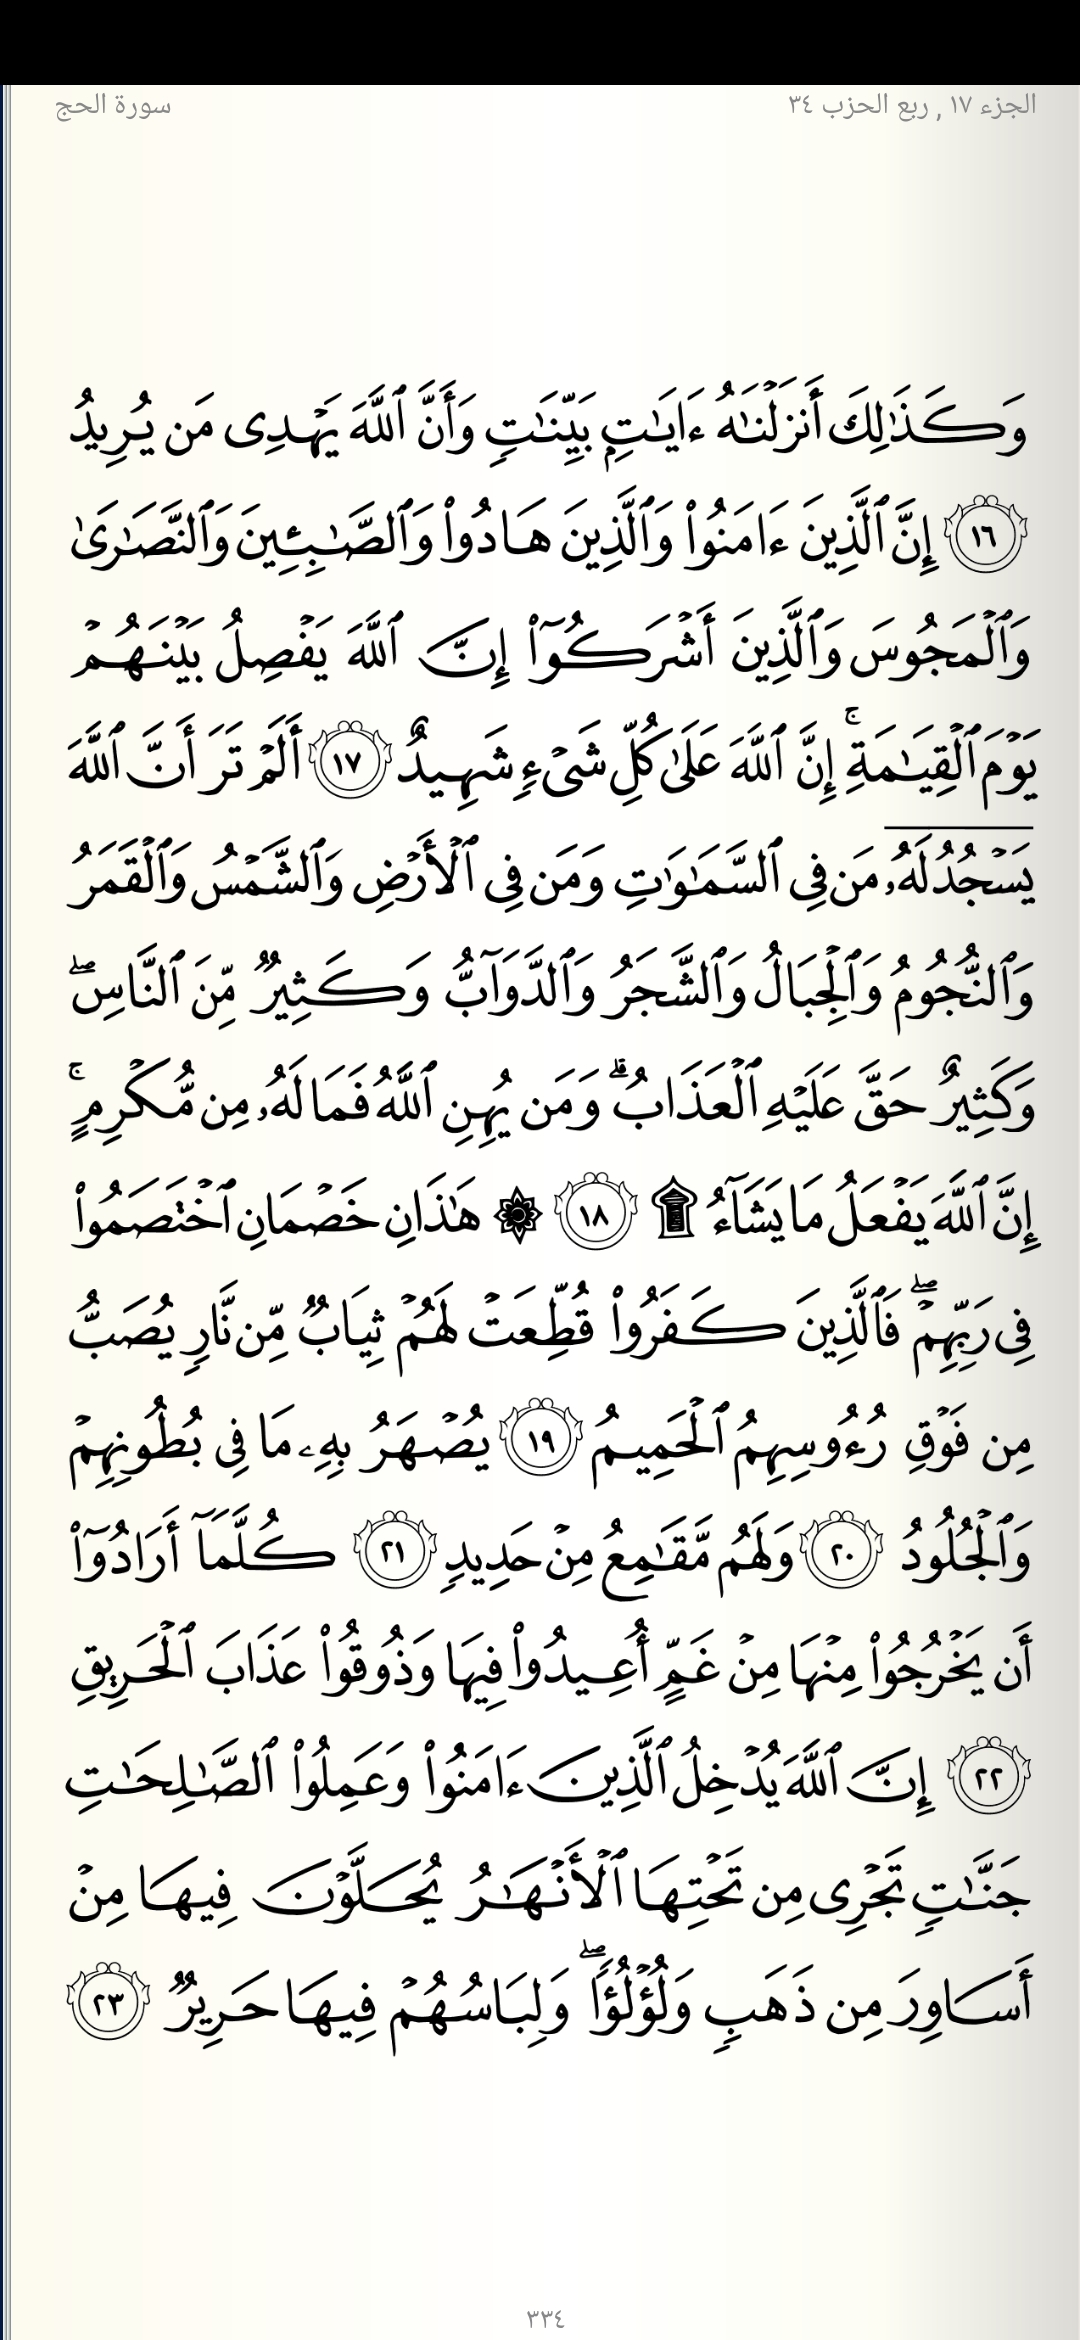 الجزء ١٧ , ربع الحزب ٣٤
سورة الحج
وَكَذَٰلِكَ أَنزَلْنَٰهُ ءَايَٰتٍۭ بَيِّنَٰتٍ وَأَنَّ ٱللَّهَ يَهْدِى مَن يُرِيدُ
١٦ إِنَّ ٱلَّذِينَ ءَامَنُوا۟ وَٱلَّذِينَ هَادُوا۟ وَٱلصَّٰبِـِٔينَ وَٱلنَّصَٰرَىٰ
وَٱلْمَجُوسَ وَٱلَّذِينَ أَشْرَكُوٓا۟ إِنَّ ٱللَّهَ يَفْصِلُ بَيْنَهُمْ
يَوْمَ ٱلْقِيَٰمَةِ ۚ إِنَّ ٱللَّهَ عَلَىٰ كُلِّ شَىْءٍ شَهِيدٌ ١٧ أَلَمْ تَرَ أَنَّ ٱللَّهَ
يَسْجُدُ لَهُۥ مَن فِى ٱلسَّمَٰوَٰتِ وَمَن فِى ٱلْأَرْضِ وَٱلشَّمْسُ وَٱلْقَمَرُ
وَٱلنُّجُومُ وَٱلْجِبَالُ وَٱلشَّجَرُ وَٱلدَّوَآبُّ وَكَثِيرٌ مِّنَ ٱلنَّاسِ ۖ
وَكَثِيرٌ حَقَّ عَلَيْهِ ٱلْعَذَابُ ۗ وَمَن يُهِنِ ٱللَّهُ فَمَا لَهُۥ مِن مُّكْرِمٍ ۚ
إِنَّ ٱللَّهَ يَفْعَلُ مَا يَشَآءُ ۩ ١٨ ۞ هَٰذَانِ خَصْمَانِ ٱخْتَصَمُوا۟
فِى رَبِّهِمْ ۖ فَٱلَّذِينَ كَفَرُوا۟ قُطِّعَتْ لَهُمْ ثِيَابٌ مِّن نَّارٍ يُصَبُّ
مِن فَوْقِ رُءُوسِهِمُ ٱلْحَمِيمُ ١٩ يُصْهَرُ بِهِۦ مَا فِى بُطُونِهِمْ
وَٱلْجُلُودُ ٢٠ وَلَهُم مَّقَٰمِعُ مِنْ حَدِيدٍ ٢١ كُلَّمَآ أَرَادُوٓا۟
أَن يَخْرُجُوا۟ مِنْهَا مِنْ غَمٍّ أُعِيدُوا۟ فِيهَا وَذُوقُوا۟ عَذَابَ ٱلْحَرِيقِ
٢٢ إِنَّ ٱللَّهَ يُدْخِلُ ٱلَّذِينَ ءَامَنُوا۟ وَعَمِلُوا۟ ٱلصَّٰلِحَٰتِ
جَنَّٰتٍ تَجْرِى مِن تَحْتِهَا ٱلْأَنْهَٰرُ يُحَلَّوْنَ فِيهَا مِنْ
أَسَاوِرَ مِن ذَهَبٍ وَلُؤْلُؤًا ۖ وَلِبَاسُهُمْ فِيهَا حَرِيرٌ ٢٣
٣٣٤